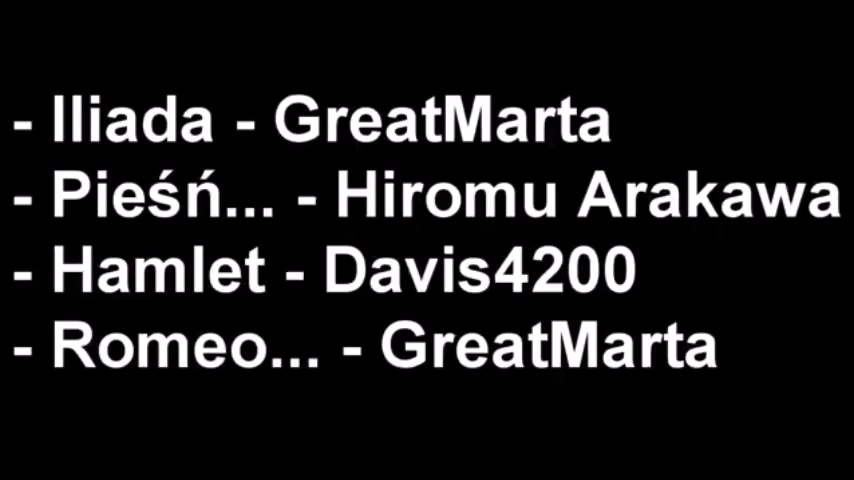 - Iliada - GreatMarta
- Pieśń... - Hiromu Arakawa
- Hamlet - Davis4200
- Romeo... - GreatMarta